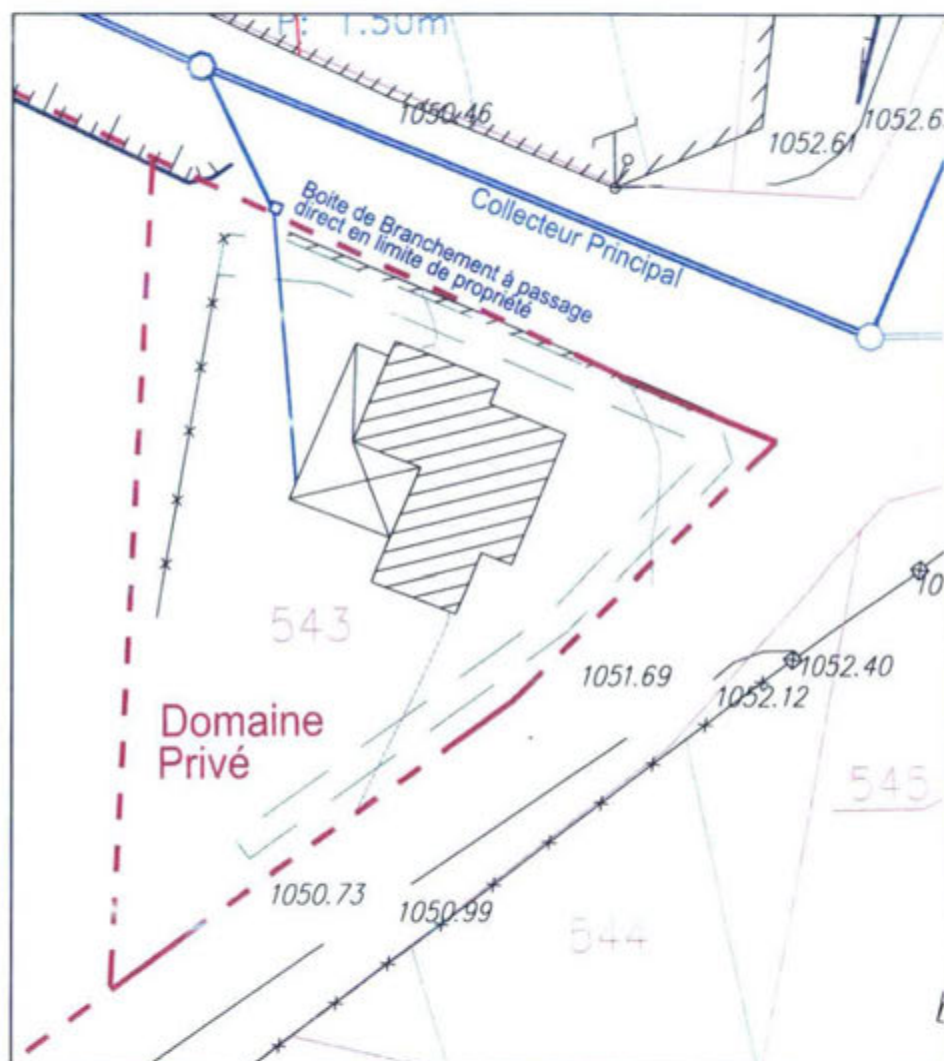 P: 1.50m
1050.46
1052.61
1052.6
Boite de Branchement à passage
direct en limite de propriété
Collecteur Principal
543
1051.69
1052.40
1052.12
10
Domaine
Privé
545
1050.73
1050.99
544